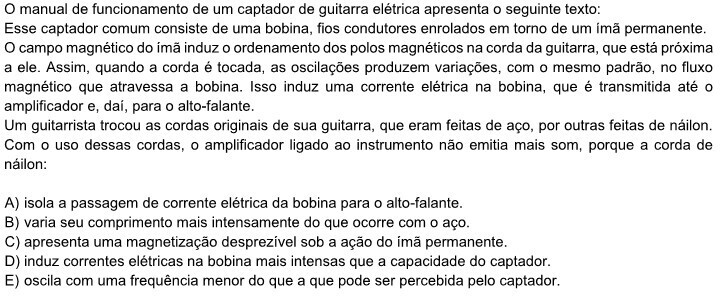 O manual de funcionamento de um captador de guitarra elétrica apresenta o seguinte texto:
Esse captador comum consiste de uma bobina, fios condutores enrolados em torno de um ímã permanente.
O campo magnético do ímã induz o ordenamento dos polos magnéticos na corda da guitarra, que está próxima
a ele. Assim, quando a corda é tocada, as oscilações produzem variações, com o mesmo padrão, no fluxo
magnético que atravessa a bobina. Isso induz uma corrente elétrica na bobina, que é transmitida até o
amplificador e, daí, para o alto-falante.
Um guitarrista trocou as cordas originais de sua guitarra, que eram feitas de aço, por outras feitas de náilon.
Com o uso dessas cordas, o amplificador ligado ao instrumento não emitia mais som, porque a corda de
náilon:
A) isola a passagem de corrente elétrica da bobina para o alto-falante.
B) varia seu comprimento mais intensamente do que ocorre com o aço.
C) apresenta uma magnetização desprezível sob a ação do ímã permanente.
D) induz correntes elétricas na bobina mais intensas que a capacidade do captador.
E) oscila com uma frequência menor do que a que pode ser percebida pelo captador.